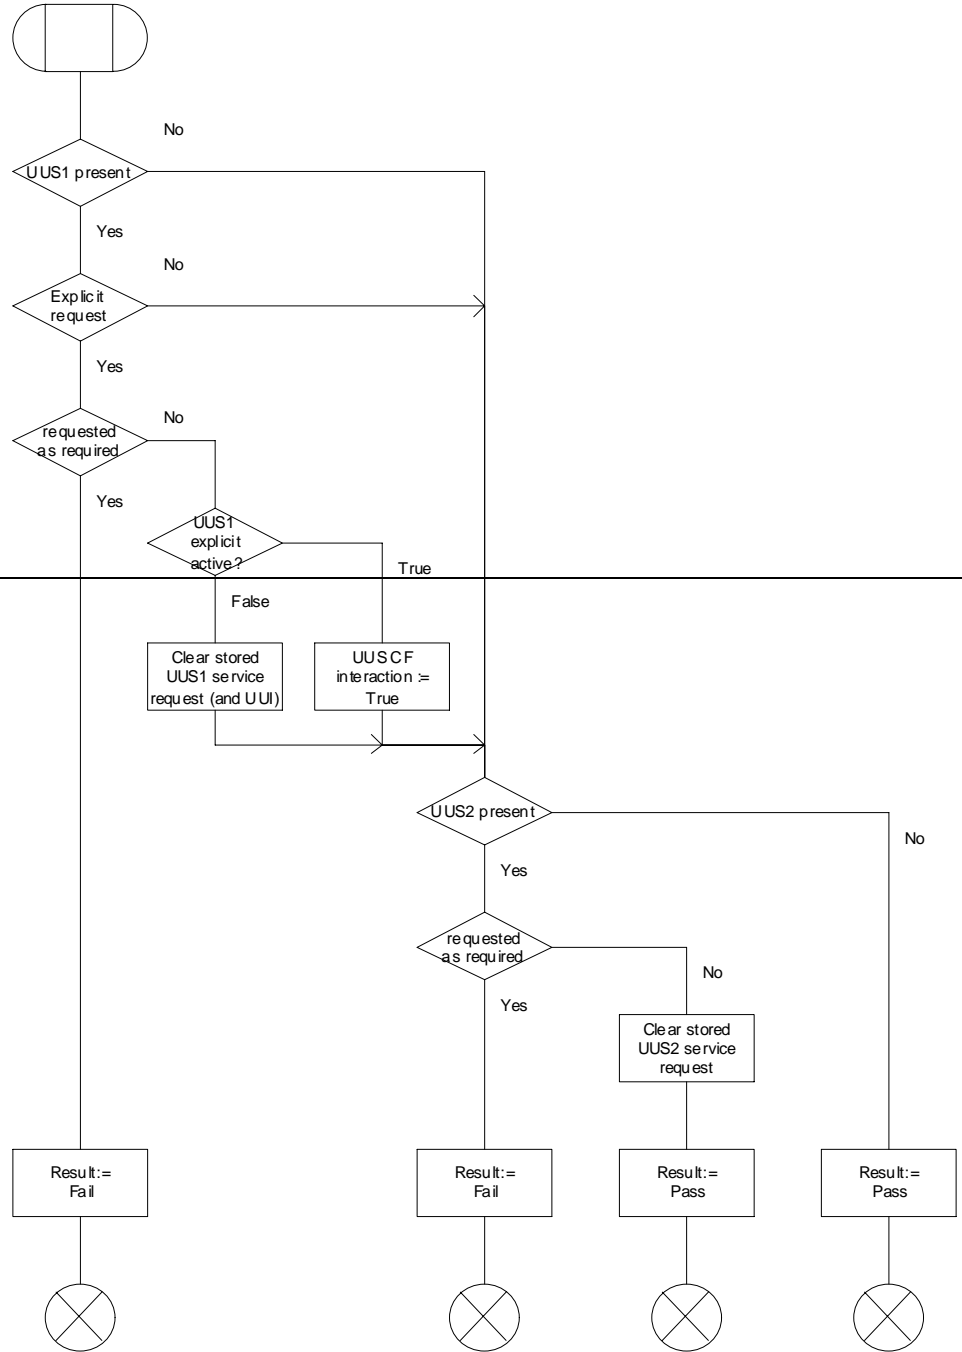 No
UUS1 present
Yes
No
Explicit
request
Yes
No
requested
as required
Yes
UUS1
explicit
active?
True
False
Clear stored
UUS1 service
request (and UUI)
UUSCF
interaction :=
True
UUS2 present
No
Yes
requested
as required
No
Yes
Clear stored
UUS2 service
request
Result:=
Fail
Result:=
Fail
Result:=
Pass
Result:=
Pass